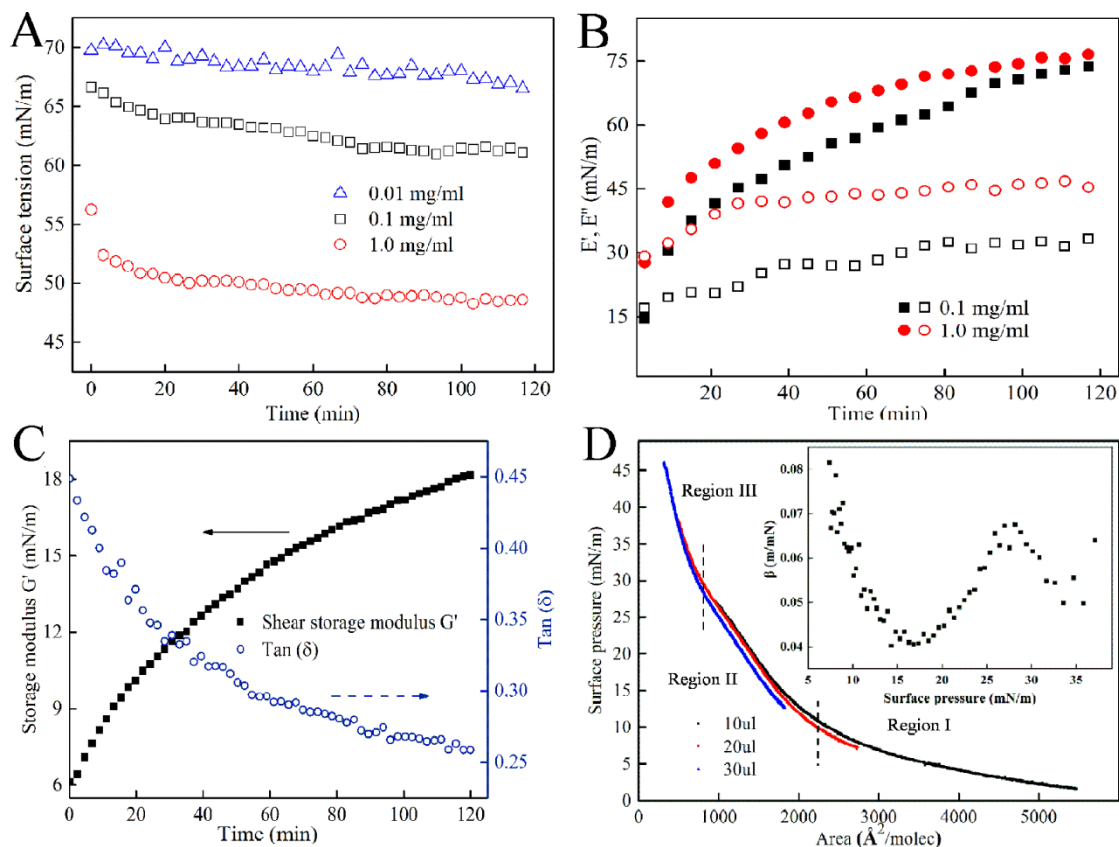 A
70
65
60
55
50
45
Surface tension (mN/m)
0.01 mg/ml
0.1 mg/ml
1.0 mg/ml
0 20 40 60 80 100 120
Time (min)
B
75
60
45
30
15
E', E'' (mN/m)
0.1 mg/ml
1.0 mg/ml
20 40 60 80 100 120
Time (min)
C
18
15
12
9
6
Storage modulus G' (mN/m)
Shear storage modulus G'
Tan (δ)
0.45
0.40
0.35
0.30
0.25
Tan (δ)
0 20 40 60 80 100 120
Time (min)
D
45
40
35
30
25
20
15
10
5
0
Surface pressure (mN/m)
Region III
Region II
Region I
10ul
20ul
30ul
0 1000 2000 3000 4000 5000
Area (Å²/molec)
0.08
0.07
0.06
0.05
0.04
β (m/mN)
5 10 15 20 25 30 35
Surface pressure (mN/m)